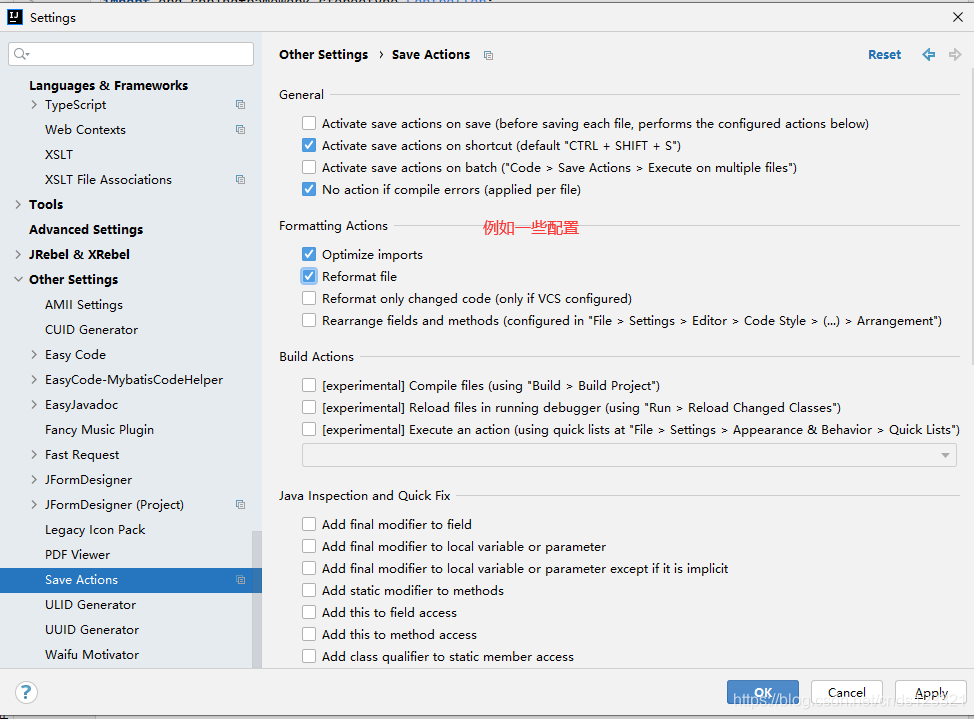 Settings
Languages & Frameworks
TypeScript
Web Contexts
XSLT
XSLT File Associations
Tools
Advanced Settings
JRebel & XRebel
Other Settings
AMII Settings
CUID Generator
Easy Code
EasyCode-MybatisCodeHelper
EasyJavadoc
Fancy Music Plugin
Fast Request
JFormDesigner
JFormDesigner (Project)
Legacy Icon Pack
PDF Viewer
Save Actions
ULID Generator
UUID Generator
Waifu Motivator
Other Settings › Save Actions
Reset
General
Activate save actions on save (before saving each file, performs the configured actions below)
Activate save actions on shortcut (default "CTRL + SHIFT + S")
Activate save actions on batch ("Code > Save Actions > Execute on multiple files")
No action if compile errors (applied per file)
Formatting Actions
例如一些配置
Optimize imports
Reformat file
Reformat only changed code (only if VCS configured)
Rearrange fields and methods (configured in "File > Settings > Editor > Code Style > (...) > Arrangement")
Build Actions
[experimental] Compile files (using "Build > Build Project")
[experimental] Reload files in running debugger (using "Run > Reload Changed Classes")
[experimental] Execute an action (using quick lists at "File > Settings > Appearance & Behavior > Quick Lists")
Java Inspection and Quick Fix
Add final modifier to field
Add final modifier to local variable or parameter
Add final modifier to local variable or parameter except if it is implicit
Add static modifier to methods
Add this to field access
Add this to method access
Add class qualifier to static member access
?
OK
Cancel
Apply